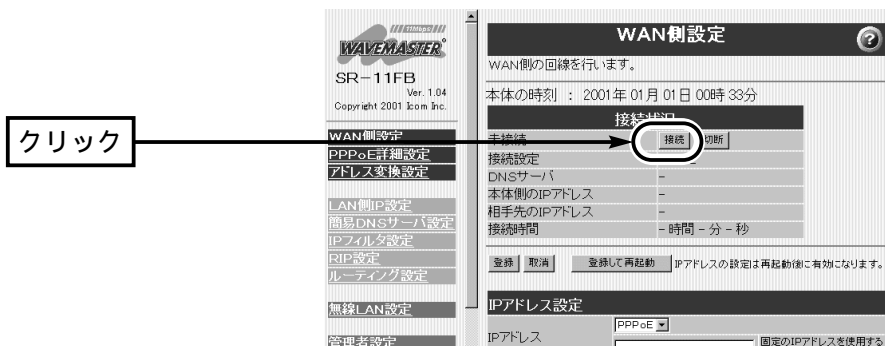 クリック
11Mbps
WAVEMASTER®
SR-11FB
Ver. 1.04
Copyright 2001 Icom Inc.
WAN側設定
PPPoE詳細設定
アドレス変換設定
LAN側IP設定
簡易DNSサーバ設定
IPフィルタ設定
RIP設定
ルーティング設定
無線LAN設定
管理者設定
WAN側設定
?
WAN側の回線を行います。
本体の時刻 : 2001年 01月 01日 00時 33分
接続状況
未接続 接続 切断
接続設定 -
DNSサーバ -
本体側のIPアドレス -
相手先のIPアドレス -
接続時間 - 時間 - 分 - 秒
登録 取消 登録して再起動 IPアドレスの設定は再起動後に有効になります。
IPアドレス設定
IPアドレス PPPoE
固定のIPアドレスを使用する